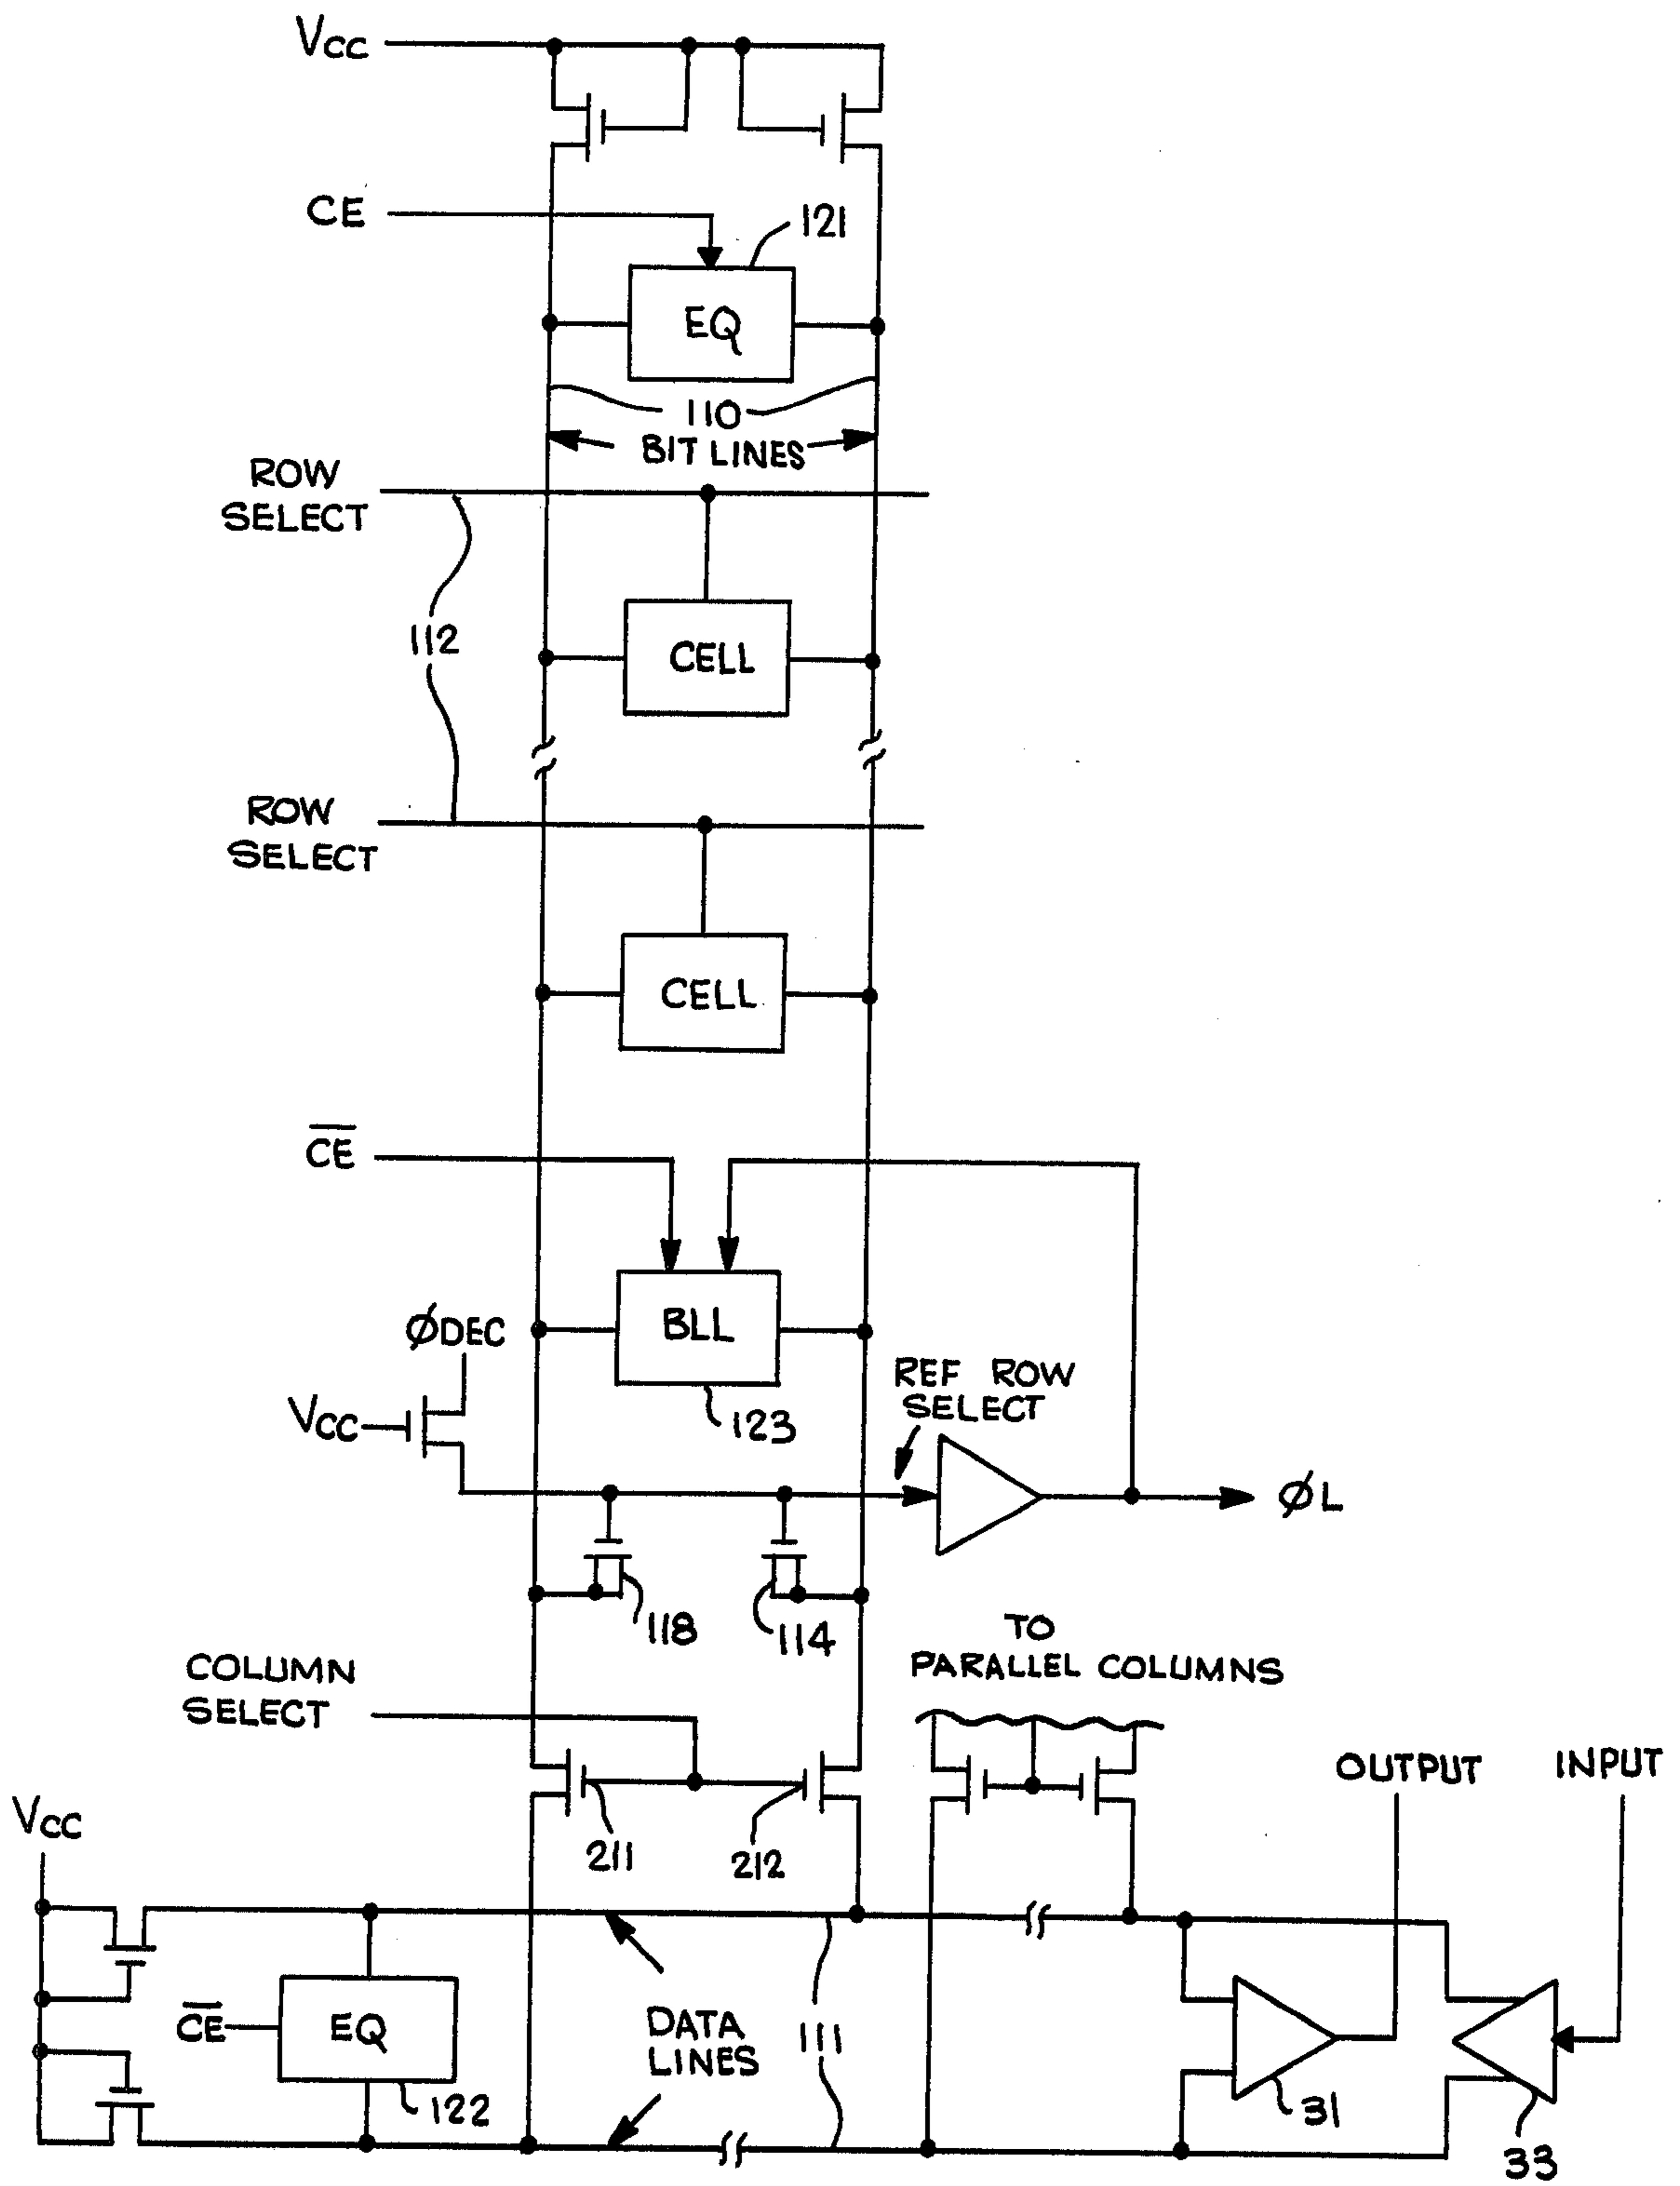 VCC
CE
121
EQ
110
BIT LINES
ROW
SELECT
CELL
112
ROW
SELECT
CELL
C̅E̅
BLL
ØDEC
123
VCC
REF ROW
SELECT
ØL
118
114
TO
PARALLEL COLUMNS
COLUMN
SELECT
OUTPUT
INPUT
VCC
211
212
C̅E̅
EQ
DATA
LINES
111
122
31
33